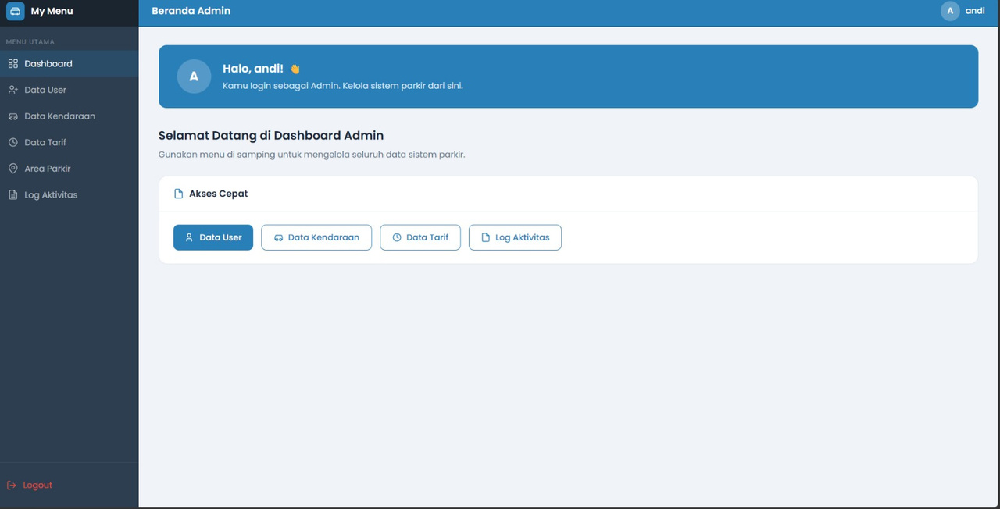 My Menu
Beranda Admin
A andi
MENU UTAMA
Dashboard
Data User
Data Kendaraan
Data Tarif
Area Parkir
Log Aktivitas
Logout
A
Halo, andi! 👋
Kamu login sebagai Admin. Kelola sistem parkir dari sini.
Selamat Datang di Dashboard Admin
Gunakan menu di samping untuk mengelola seluruh data sistem parkir.
Akses Cepat
Data User Data Kendaraan Data Tarif Log Aktivitas